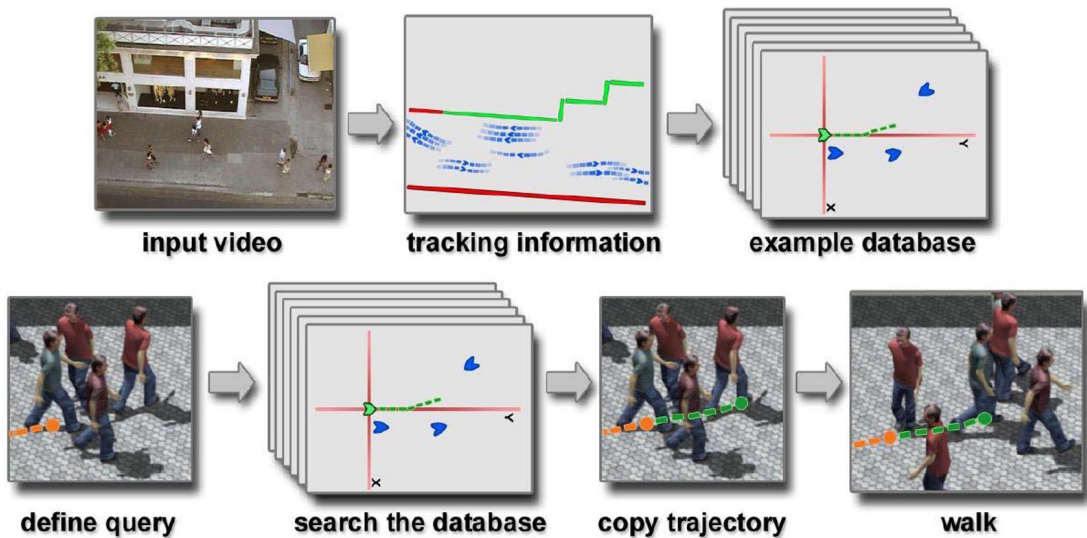 input video
tracking information
example database
Y
X
define query
search the database
copy trajectory
walk
Y
X